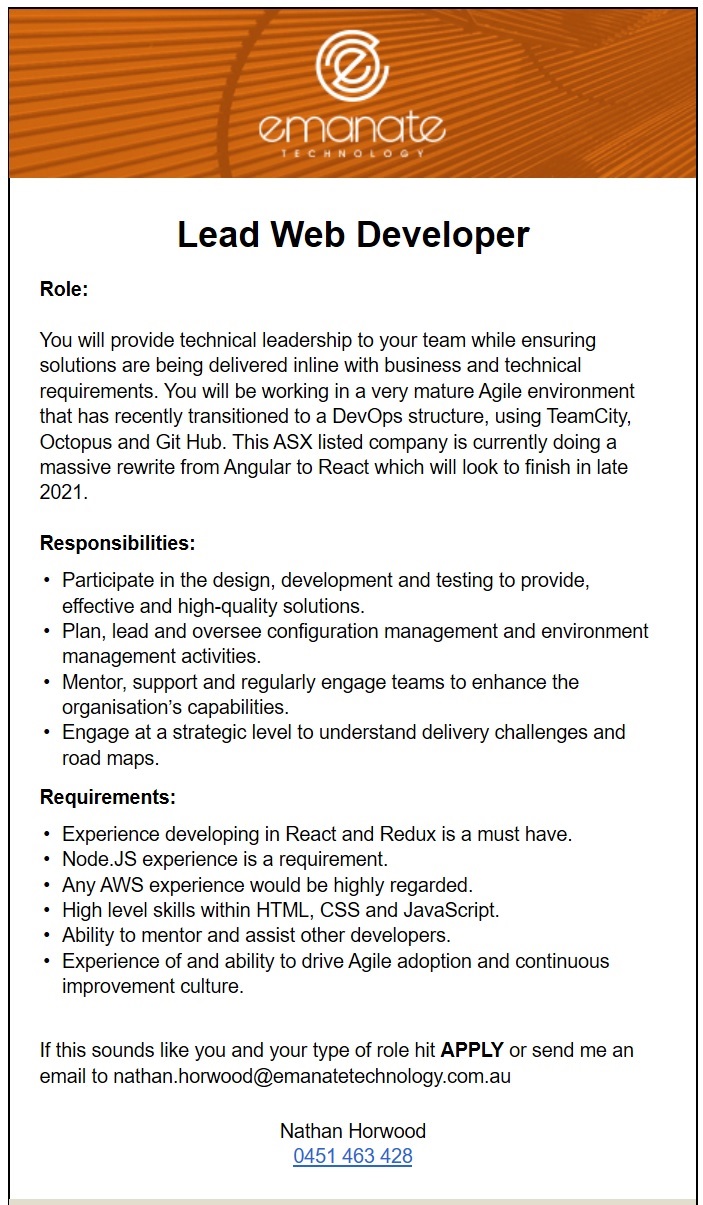 emanate
TECHNOLOGY
Lead Web Developer
Role:
You will provide technical leadership to your team while ensuring
solutions are being delivered inline with business and technical
requirements. You will be working in a very mature Agile environment
that has recently transitioned to a DevOps structure, using TeamCity,
Octopus and Git Hub. This ASX listed company is currently doing a
massive rewrite from Angular to React which will look to finish in late
2021.
Responsibilities:
• Participate in the design, development and testing to provide,
effective and high-quality solutions.
• Plan, lead and oversee configuration management and environment
management activities.
• Mentor, support and regularly engage teams to enhance the
organisation’s capabilities.
• Engage at a strategic level to understand delivery challenges and
road maps.
Requirements:
• Experience developing in React and Redux is a must have.
• Node.JS experience is a requirement.
• Any AWS experience would be highly regarded.
• High level skills within HTML, CSS and JavaScript.
• Ability to mentor and assist other developers.
• Experience of and ability to drive Agile adoption and continuous
improvement culture.
If this sounds like you and your type of role hit APPLY or send me an
email to nathan.horwood@emanatetechnology.com.au
Nathan Horwood
0451 463 428